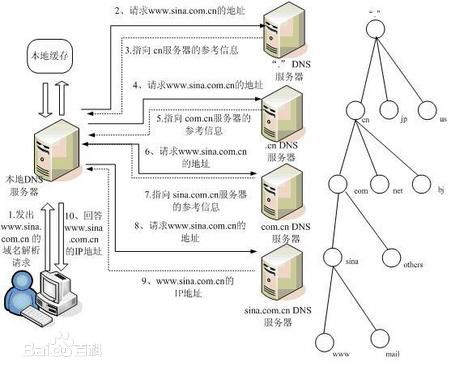 2、请求www.sina.com.cn的地址
本地缓存
3.指向 cn服务器的参考信息
“.” DNS
服务器
4、请求www.sina.com.cn的地址
5.指向 com.cn服务器的
参考信息
.cn DNS
服务器
本地DNS
服务器
6、请求www.sina.com.cn
的地址
7.指向 sina.com.cn服务器
的参考信息
com.cn DNS
服务器
1.发出
www.sina.
com.cn 的
域名解析
请求
10、回答
www.sina
.com.cn
的IP地址
8、请求www.sina.com.cn的
地址
9、www.sina.com.cn的
IP地址
sina.com.cn DNS
服务器
“.”
cn
jp
us
com
net
bj
sina
others
www
mail
Baidu百科